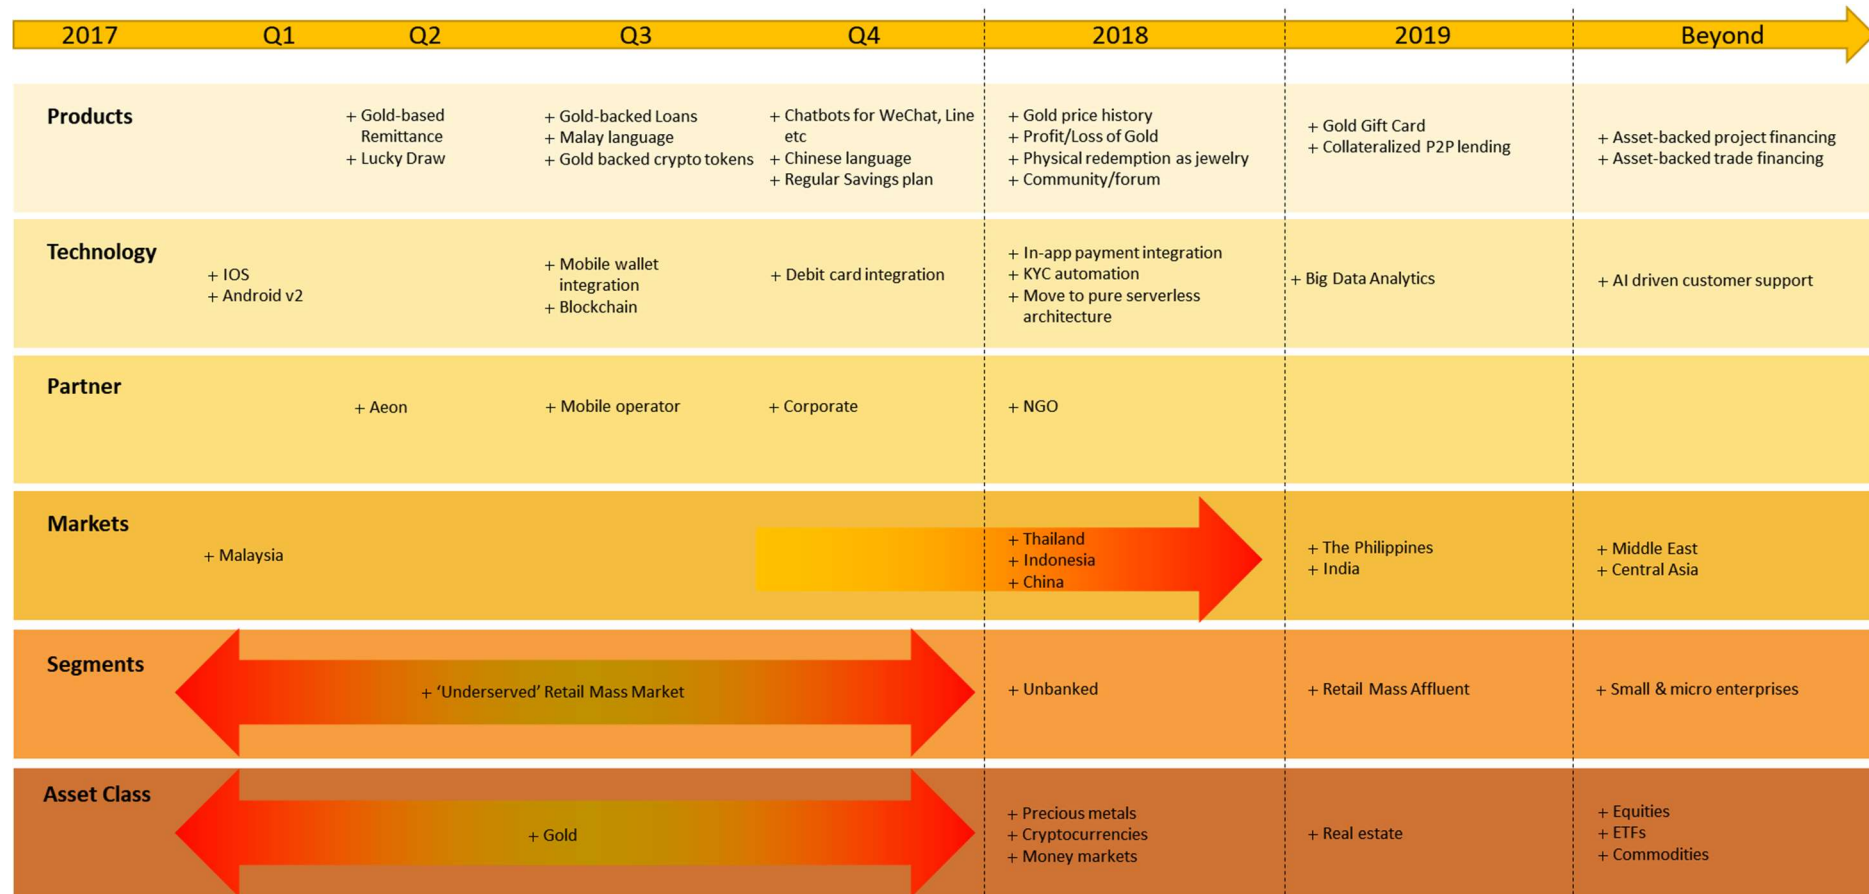 2017 Q1 Q2 Q3 Q4 2018 2019 Beyond
Products
+ Gold-based
Remittance
+ Lucky Draw
+ Gold-backed Loans
+ Malay language
+ Gold backed crypto tokens
+ Chatbots for WeChat, Line
etc
+ Chinese language
+ Regular Savings plan
+ Gold price history
+ Profit/Loss of Gold
+ Physical redemption as jewelry
+ Community/forum
+ Gold Gift Card
+ Collateralized P2P lending
+ Asset-backed project financing
+ Asset-backed trade financing
Technology
+ IOS
+ Android v2
+ Mobile wallet
integration
+ Blockchain
+ Debit card integration
+ In-app payment integration
+ KYC automation
+ Move to pure serverless
architecture
+ Big Data Analytics
+ AI driven customer support
Partner
+ Aeon
+ Mobile operator
+ Corporate
+ NGO
Markets
+ Malaysia
+ Thailand
+ Indonesia
+ China
+ The Philippines
+ India
+ Middle East
+ Central Asia
Segments
+ ‘Underserved’ Retail Mass Market
+ Unbanked
+ Retail Mass Affluent
+ Small & micro enterprises
Asset Class
+ Gold
+ Precious metals
+ Cryptocurrencies
+ Money markets
+ Real estate
+ Equities
+ ETFs
+ Commodities